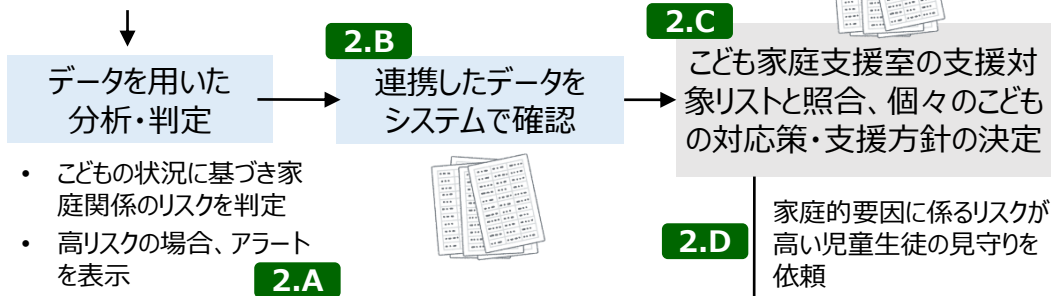 データを用いた
分析・判定
• こどもの状況に基づき家
庭関係のリスクを判定
• 高リスクの場合、アラート
を表示
2.A
2.B
連携したデータを
システムで確認
2.C
こども家庭支援室の支援対
象リストと照合、個々のこども
の対応策・支援方針の決定
2.D
家庭的要因に係るリスクが
高い児童生徒の見守りを
依頼